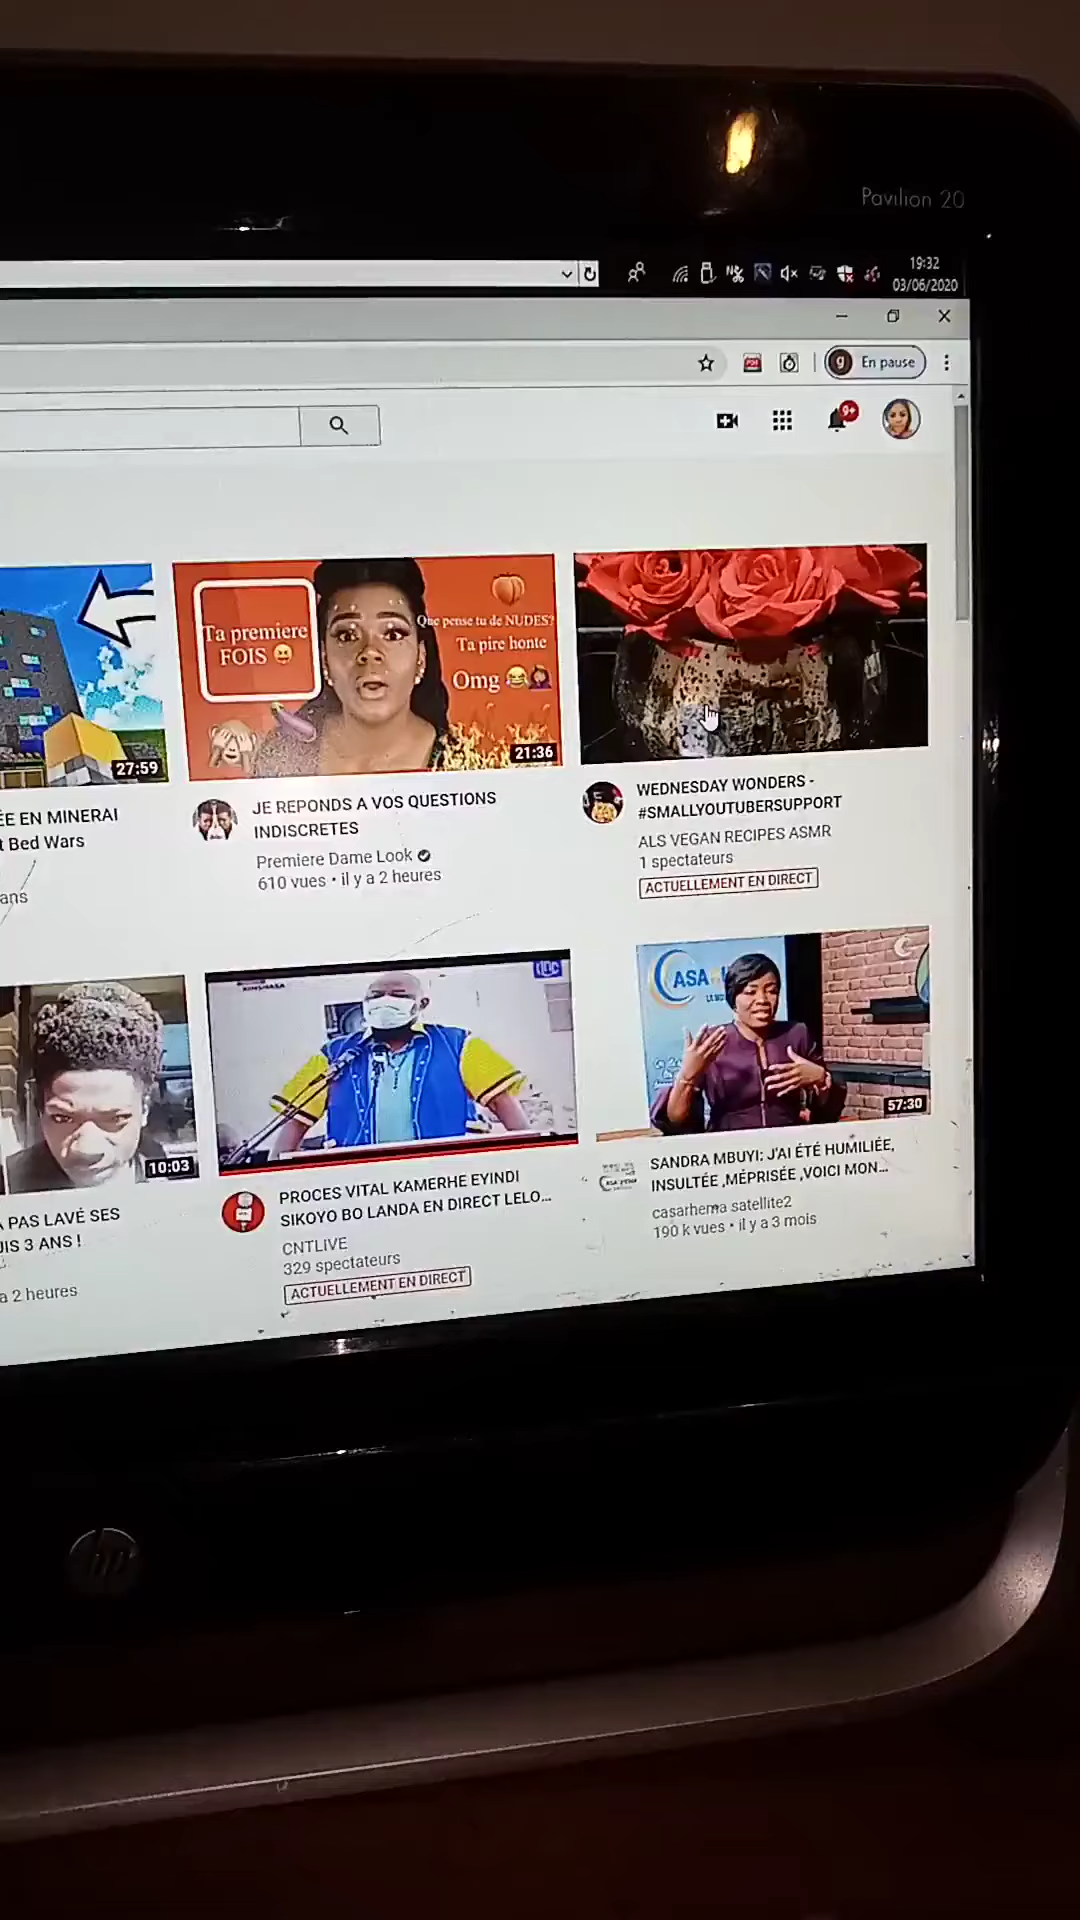 Pavilion 20
19:32
03/06/2020
g En pause
9+
27:59
Ta premiere
FOIS
Que pense tu de NUDES?
Ta pire honte
Omg
21:36
ÉE EN MINERAI
t Bed Wars
ans
JE REPONDS A VOS QUESTIONS
INDISCRETES
Premiere Dame Look
610 vues • il y a 2 heures
WEDNESDAY WONDERS -
#SMALLYOUTUBERSUPPORT
ALS VEGAN RECIPES ASMR
1 spectateurs
ACTUELLEMENT EN DIRECT
10:03
KINSHASA
ASA
57:30
A PAS LAVÉ SES
UIS 3 ANS !
a 2 heures
PROCES VITAL KAMERHE EYINDI
SIKOYO BO LANDA EN DIRECT LELO...
CNTLIVE
329 spectateurs
ACTUELLEMENT EN DIRECT
SANDRA MBUYI: J'AI ÉTÉ HUMILIÉE,
INSULTÉE ,MÉPRISÉE ,VOICI MON...
casarhema satellite2
190 k vues • il y a 3 mois
hp